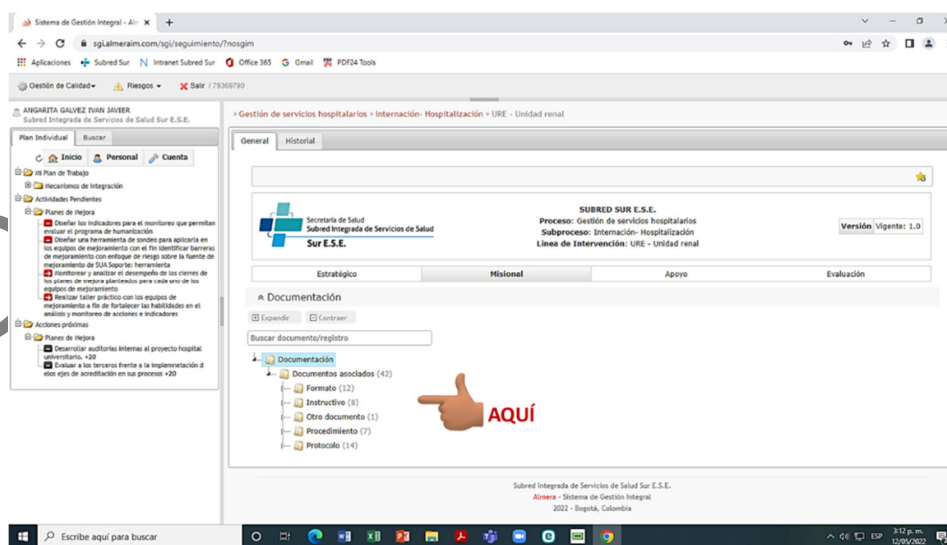 Sistema de Gestión Integral - Alm
sgi.almeraim.com/sgi/seguimiento/?nosgim
Aplicaciones
Subred Sur
Intranet Subred Sur
Office 365
Gmail
PDF24 Tools
Gestión de Calidad
Riesgos
Salir / 79369790
ANGARITA GALVEZ IVAN JAVIER
Subred Integrada de Servicios de Salud Sur E.S.E.
Plan Individual
Buscar
Inicio
Personal
Cuenta
Mi Plan de Trabajo
Mecanismos de Integración
Actividades Pendientes
Planes de Mejora
Diseñar los indicadores para el monitoreo que permitan
evaluar el programa de humanización
Diseñar una herramienta de sondeo para aplicarla en
los equipos de mejoramiento con el fin identificar barreras
de mejoramiento con enfoque de riesgo sobre la fuente de
mejoramiento de SUA Soporte: herramienta
Monitorear y analizar el desempeño de los cierres de
los planes de mejora planteados para cada uno de los
equipos de mejoramiento
Realizar taller práctico con los equipos de
mejoramiento a fin de fortalecer las habilidades en el
análisis y monitoreo de acciones e indicadores
Acciones próximas
Planes de Mejora
Desarrollar auditorías internas al proyecto hospital
universitario. +20
Evaluar a los terceros frente a la implemnetación d
elos ejes de acreditación en sus procesos +20
» Gestión de servicios hospitalarios » Internación- Hospitalización » URE - Unidad renal
General
Historial
Secretaría de Salud
Subred Integrada de Servicios de Salud
Sur E.S.E.
SUBRED SUR E.S.E.
Proceso: Gestión de servicios hospitalarios
Subproceso: Internación- Hospitalización
Linea de Intervención: URE - Unidad renal
Versión Vigente: 1.0
Estratégico
Misional
Apoyo
Evaluación
Documentación
Expandir
Contraer
Buscar documento/registro
Documentación
Documentos asociados (42)
Formato (12)
Instructivo (8)
Otro documento (1)
Procedimiento (7)
Protocolo (14)
AQUÍ
Subred Integrada de Servicios de Salud Sur E.S.E.
Almera - Sistema de Gestión Integral
2022 - Bogotá, Colombia
Escribe aquí para buscar
ESP
3:12 p. m.
12/05/2022